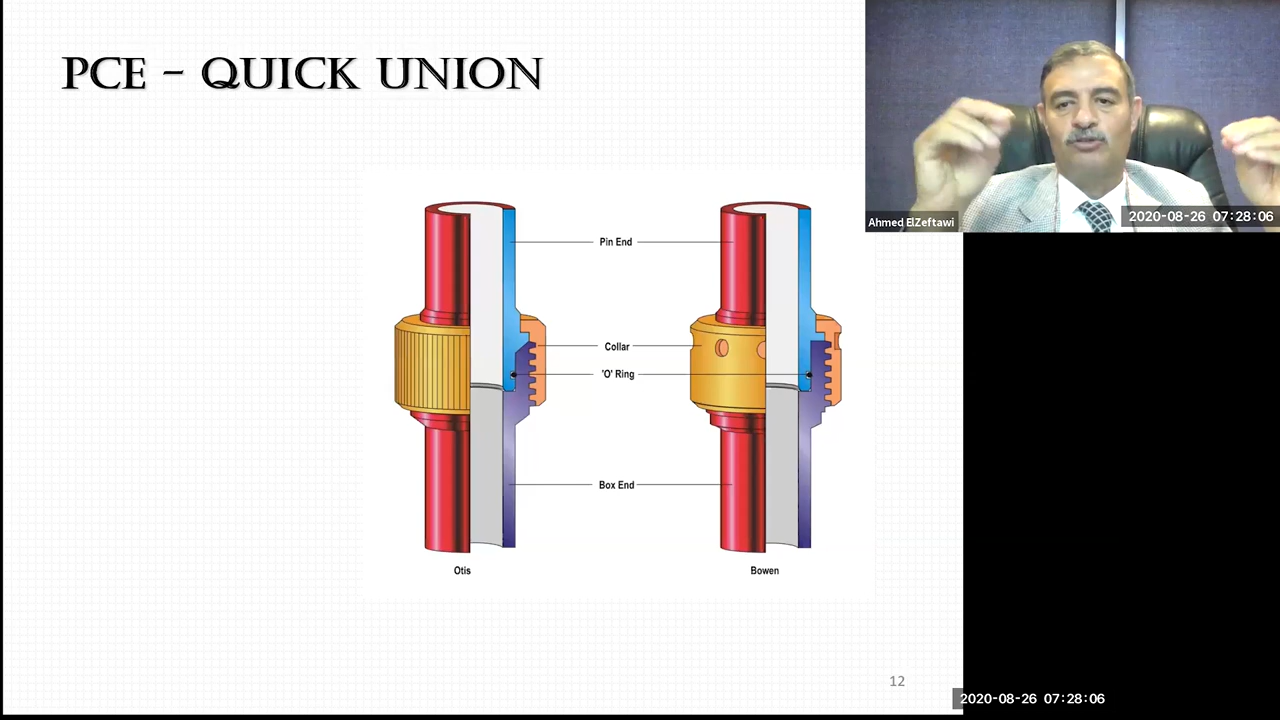 PCE – QUICK UNION
Ahmed ElZeftawi
2020-08-26 07:28:06
Pin End
Collar
'O' Ring
Box End
Otis
Bowen
12
2020-08-26 07:28:06